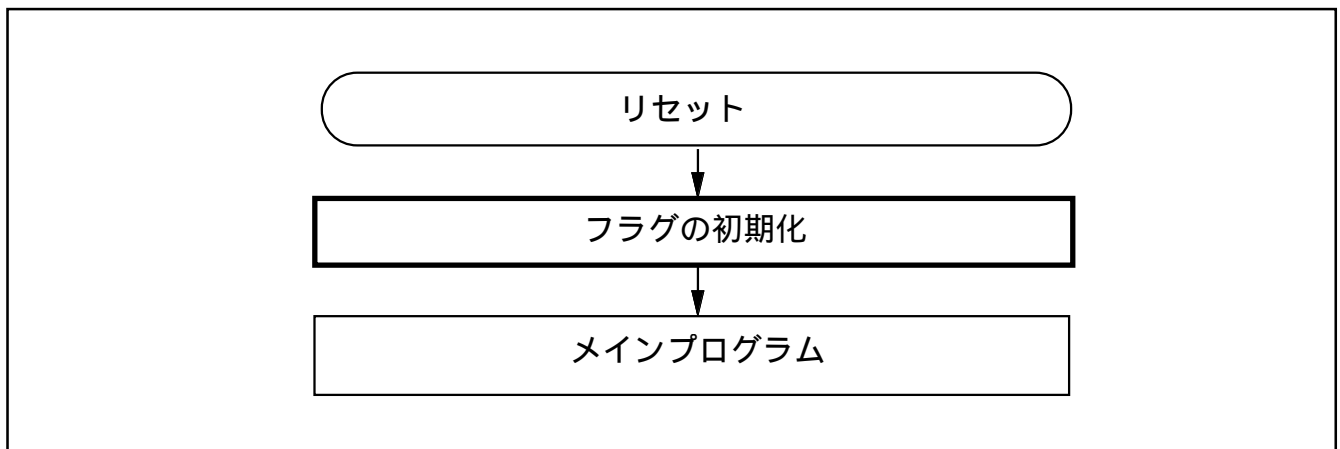 リセット
フラグの初期化
メインプログラム